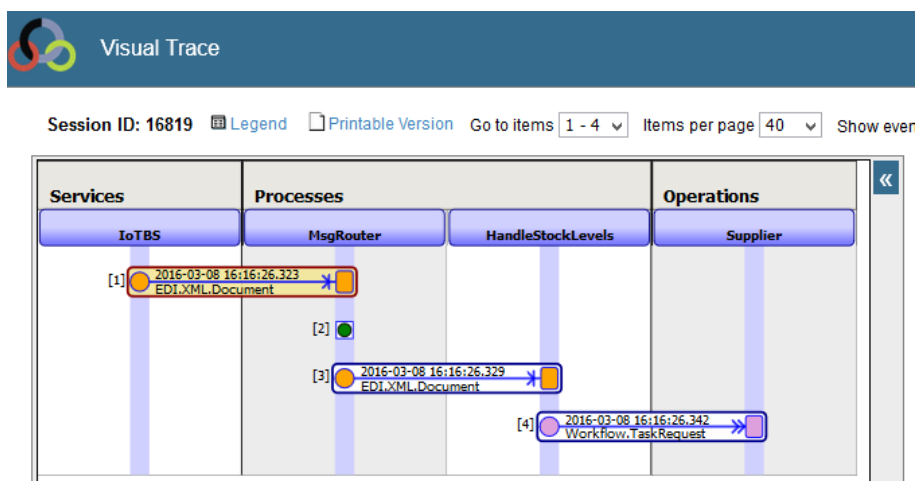 Visual Trace
Session ID: 16819 Legend Printable Version Go to items 1 - 4 Items per page 40 Show even
Services Processes Operations
IoTBS MsgRouter HandleStockLevels Supplier
[1] 2016-03-08 16:16:26.323
EDI.XML.Document
[2]
[3] 2016-03-08 16:16:26.329
EDI.XML.Document
[4] 2016-03-08 16:16:26.342
Workflow.TaskRequest